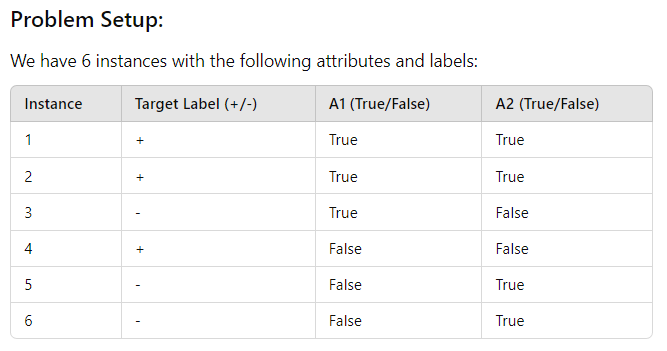 Problem Setup:
We have 6 instances with the following attributes and labels:
Instance Target Label (+/-) A1 (True/False) A2 (True/False)
1 + True True
2 + True True
3 - True False
4 + False False
5 - False True
6 - False True